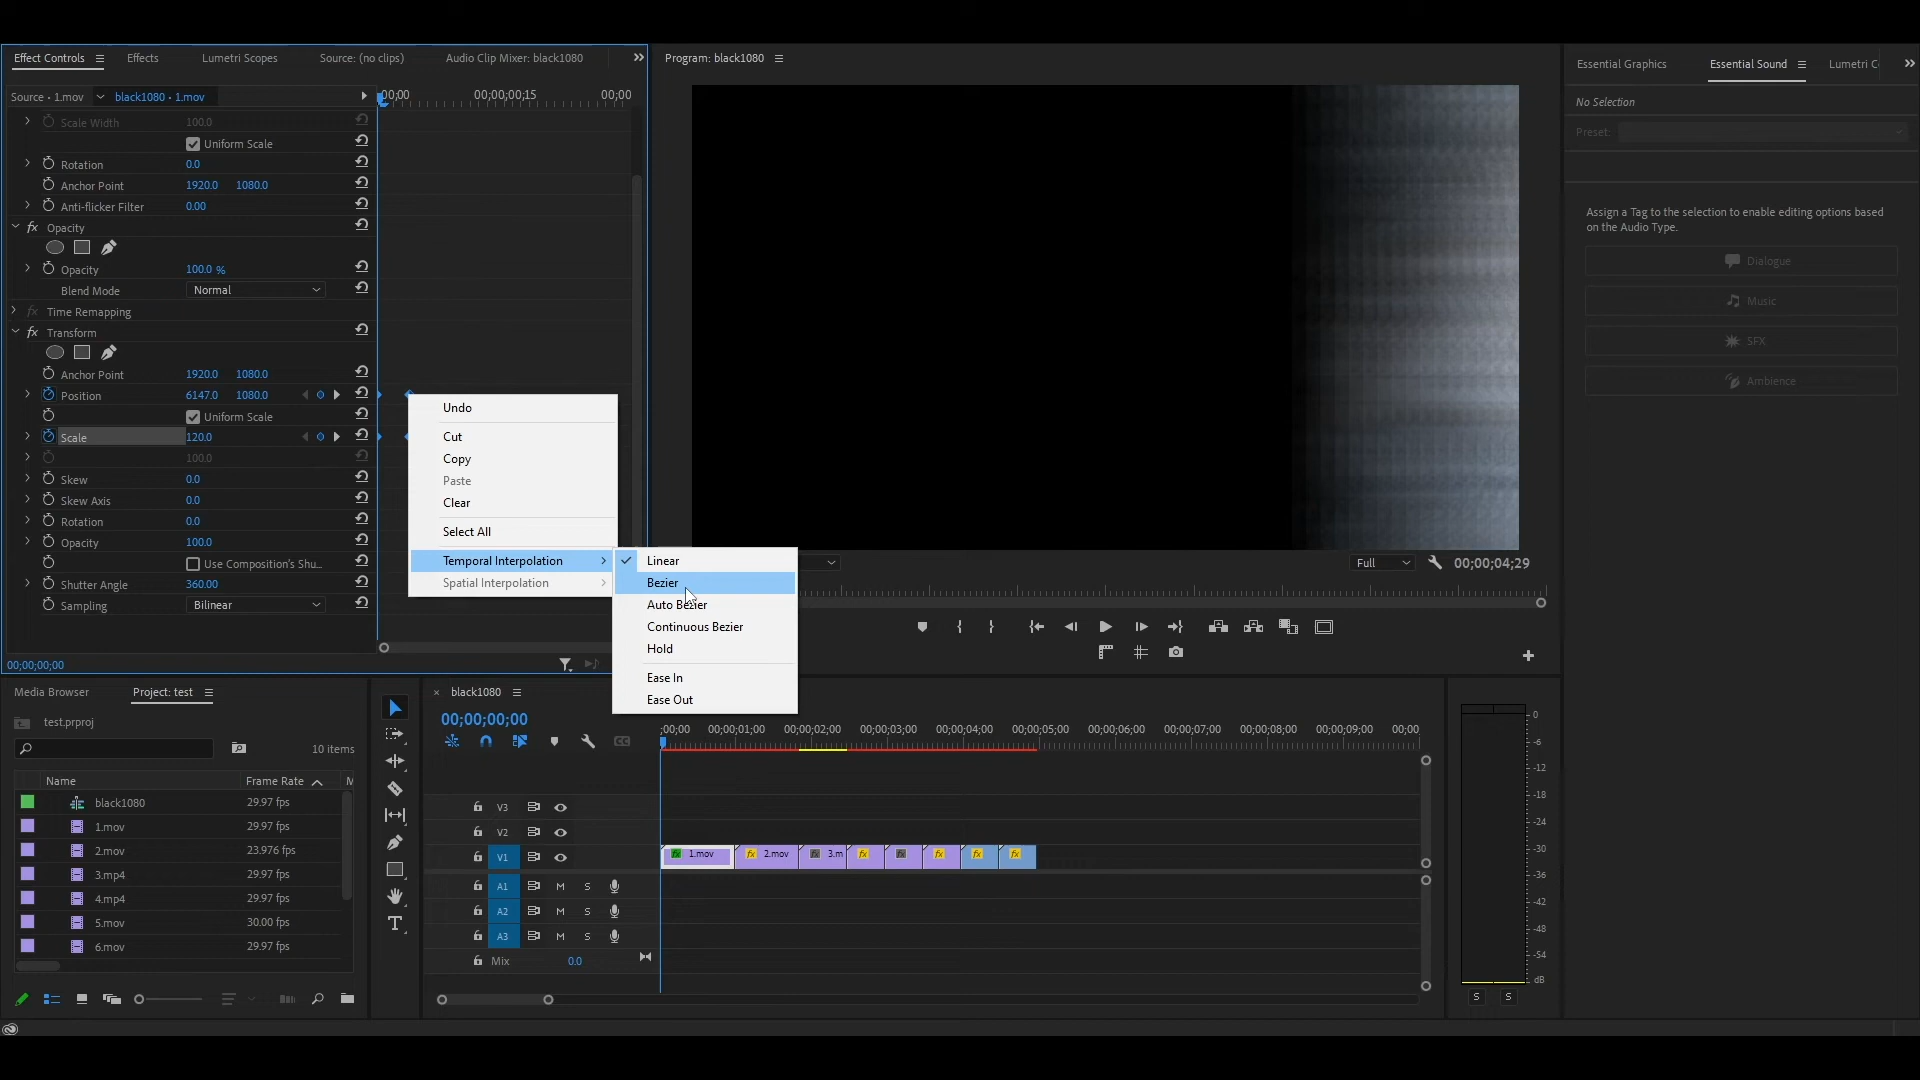 Effect Controls
Effects
Lumetri Scopes
Source: (no clips)
Audio Clip Mixer: black1080
Source • 1.mov
black1080 • 1.mov
00;00
00;00;00;15
00;00
Scale Width
100.0
Uniform Scale
Rotation
0.0
Anchor Point
1920.0
1080.0
Anti-flicker Filter
0.00
fx
Opacity
Opacity
100.0 %
Blend Mode
Normal
fx
Time Remapping
fx
Transform
Anchor Point
1920.0
1080.0
Position
6147.0
1080.0
Uniform Scale
Scale
120.0
100.0
Skew
0.0
Skew Axis
0.0
Rotation
0.0
Opacity
100.0
Use Composition's Shu...
Shutter Angle
360.00
Sampling
Bilinear
00;00;00;00
Undo
Cut
Copy
Paste
Clear
Select All
Temporal Interpolation
Spatial Interpolation
Linear
Bezier
Auto Bezier
Continuous Bezier
Hold
Ease In
Ease Out
Program: black1080
Full
00;00;04;29
Essential Graphics
Essential Sound
Lumetri C
No Selection
Preset:
Assign a Tag to the selection to enable editing options based
on the Audio Type.
Dialogue
Music
SFX
Ambience
Media Browser
Project: test
test.prproj
10 items
Name
Frame Rate
M
black1080
29.97 fps
1.mov
29.97 fps
2.mov
23.976 fps
3.mp4
29.97 fps
4.mp4
29.97 fps
5.mov
30.00 fps
6.mov
29.97 fps
black1080
00;00;00;00
;00;00
00;00;01;00
00;00;02;00
00;00;03;00
00;00;04;00
00;00;05;00
00;00;06;00
00;00;07;00
00;00;08;00
00;00;09;00
00;00
V3
V2
V1
fx
1.mov
fx
2.mov
fx
3.m
fx
fx
fx
fx
fx
A1
M
S
A2
M
S
A3
M
S
Mix
0.0
0
-6
-12
-18
-24
-30
-36
-42
-48
-54
dB
S
S